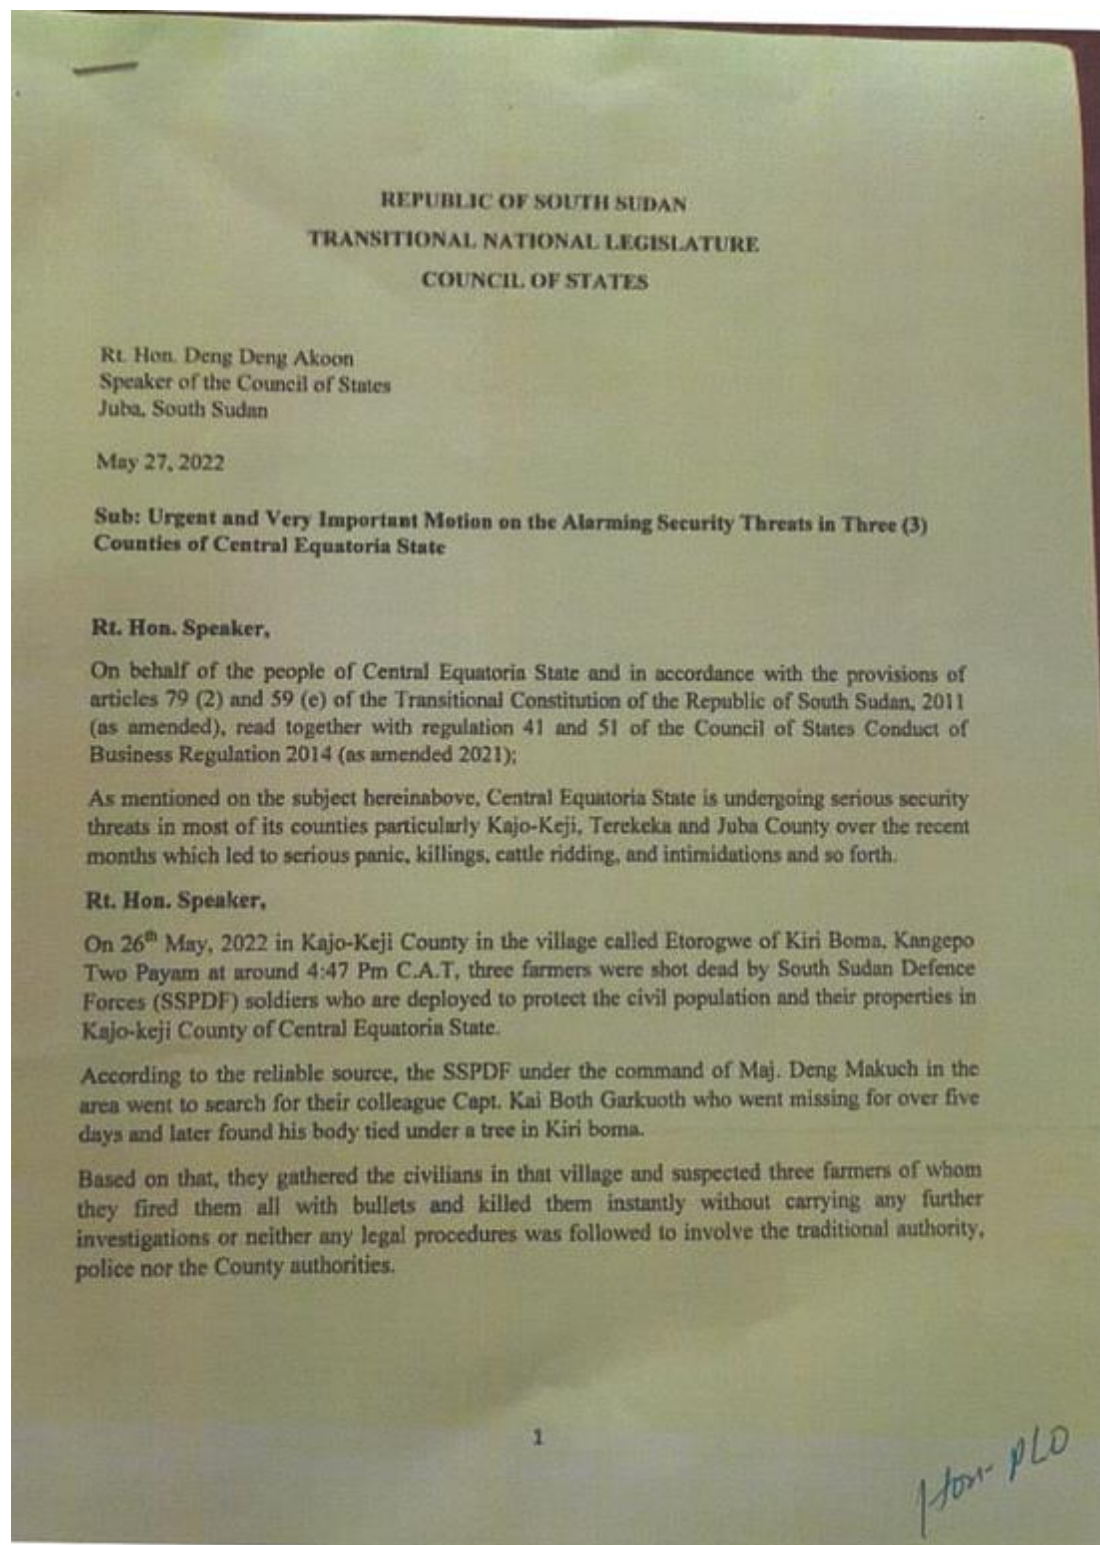 REPUBLIC OF SOUTH SUDAN
TRANSITIONAL NATIONAL LEGISLATURE
COUNCIL OF STATES
Rt. Hon. Deng Deng Akoon
Speaker of the Council of States
Juba, South Sudan
May 27, 2022
Sub: Urgent and Very Important Motion on the Alarming Security Threats in Three (3)
Counties of Central Equatoria State
Rt. Hon. Speaker,
On behalf of the people of Central Equatoria State and in accordance with the provisions of
articles 79 (2) and 59 (e) of the Transitional Constitution of the Republic of South Sudan, 2011
(as amended), read together with regulation 41 and 51 of the Council of States Conduct of
Business Regulation 2014 (as amended 2021);
As mentioned on the subject hereinabove, Central Equatoria State is undergoing serious security
threats in most of its counties particularly Kajo-Keji, Terekeka and Juba County over the recent
months which led to serious panic, killings, cattle ridding, and intimidations and so forth.
Rt. Hon. Speaker,
On 26th May, 2022 in Kajo-Keji County in the village called Etorogwe of Kiri Boma, Kangepo
Two Payam at around 4:47 Pm C.A.T, three farmers were shot dead by South Sudan Defence
Forces (SSPDF) soldiers who are deployed to protect the civil population and their properties in
Kajo-keji County of Central Equatoria State.
According to the reliable source, the SSPDF under the command of Maj. Deng Makuch in the
area went to search for their colleague Capt. Kai Both Garkuoth who went missing for over five
days and later found his body tied under a tree in Kiri boma.
Based on that, they gathered the civilians in that village and suspected three farmers of whom
they fired them all with bullets and killed them instantly without carrying any further
investigations or neither any legal procedures was followed to involve the traditional authority,
police nor the County authorities.
1
Hon- PLO